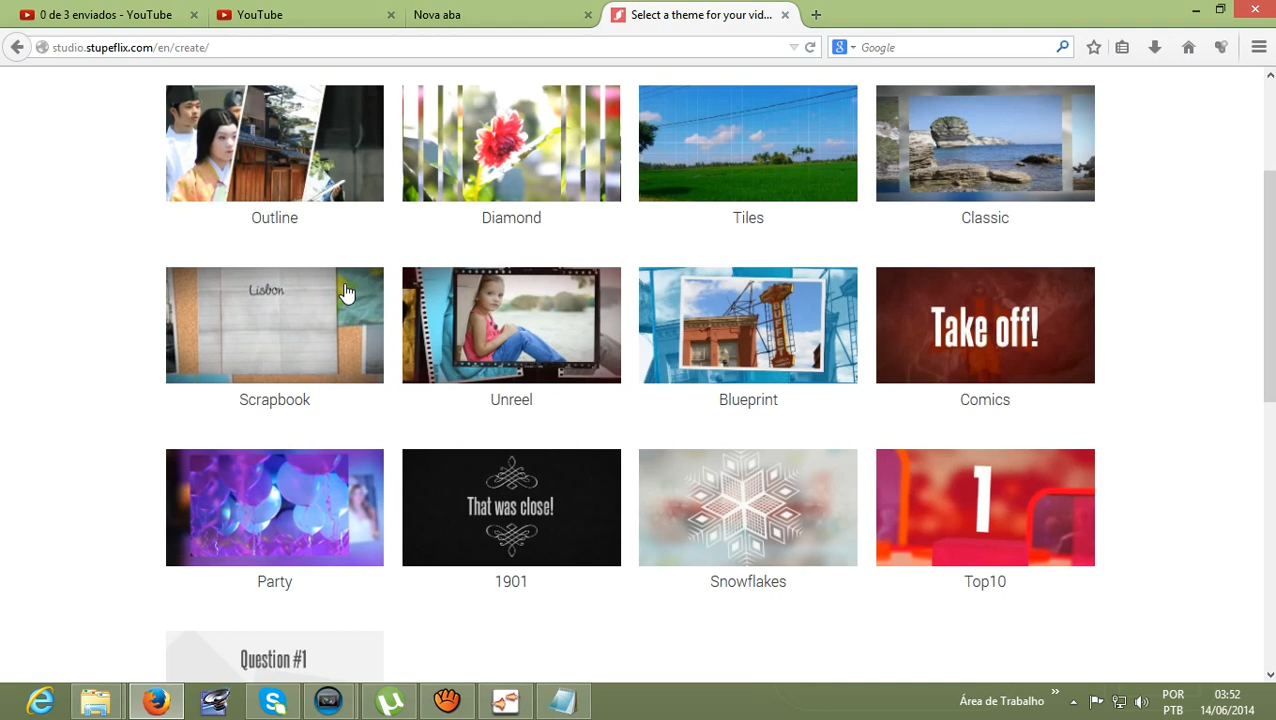 0 de 3 enviados - YouTube
YouTube
Nova aba
Select a theme for your vid...
studio.stupeflix.com/en/create/
Google
Outline
Diamond
Tiles
Classic
Lisbon
Take off!
Scrapbook
Unreel
Blueprint
Comics
That was close!
1
Party
1901
Snowflakes
Top10
Question #1
Área de Trabalho
POR
PTB
03:52
14/06/2014